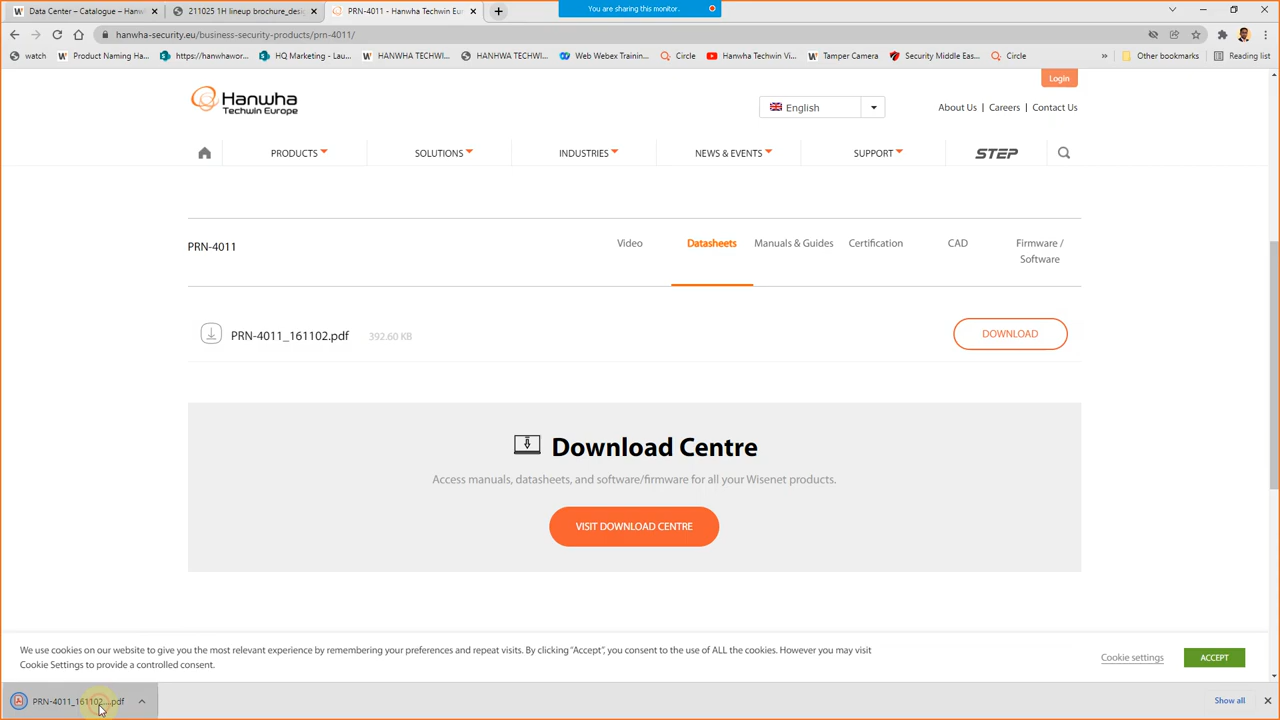 Data Center – Catalogue – Hanw
211025 1H lineup brochure_desig
PRN-4011 - Hanwha Techwin Eur
You are sharing this monitor.
hanwha-security.eu/business-security-products/prn-4011/
watch
Product Naming Ha...
https://hanwhawor...
HQ Marketing - Lau...
HANWHA TECHWI...
HANHWA TECHWI...
Web Webex Training...
Circle
Hanwha Techwin Vi...
Tamper Camera
Security Middle Eas...
Circle
»
Other bookmarks
Reading list
Login
Hanwha
Techwin Europe
English
About Us | Careers | Contact Us
PRODUCTS
SOLUTIONS
INDUSTRIES
NEWS & EVENTS
SUPPORT
STEP
PRN-4011
Video
Datasheets
Manuals & Guides
Certification
CAD
Firmware /
Software
PRN-4011_161102.pdf
392.60 KB
DOWNLOAD
Download Centre
Access manuals, datasheets, and software/firmware for all your Wisenet products.
VISIT DOWNLOAD CENTRE
We use cookies on our website to give you the most relevant experience by remembering your preferences and repeat visits. By clicking “Accept”, you consent to the use of ALL the cookies. However you may visit
Cookie Settings to provide a controlled consent.
Cookie settings
ACCEPT
PRN-4011_161102....pdf
Show all